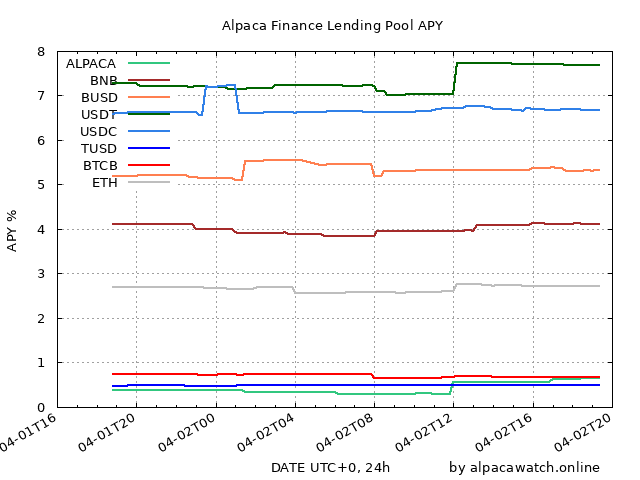 Alpaca Finance Lending Pool APY
8
7
6
5
4
3
2
1
0
APY %
ALPACA
BNB
BUSD
USDT
USDC
TUSD
BTCB
ETH
04-01T16
04-01T20
04-02T00
04-02T04
04-02T08
04-02T12
04-02T16
04-02T20
DATE UTC+0, 24h
by alpacawatch.online